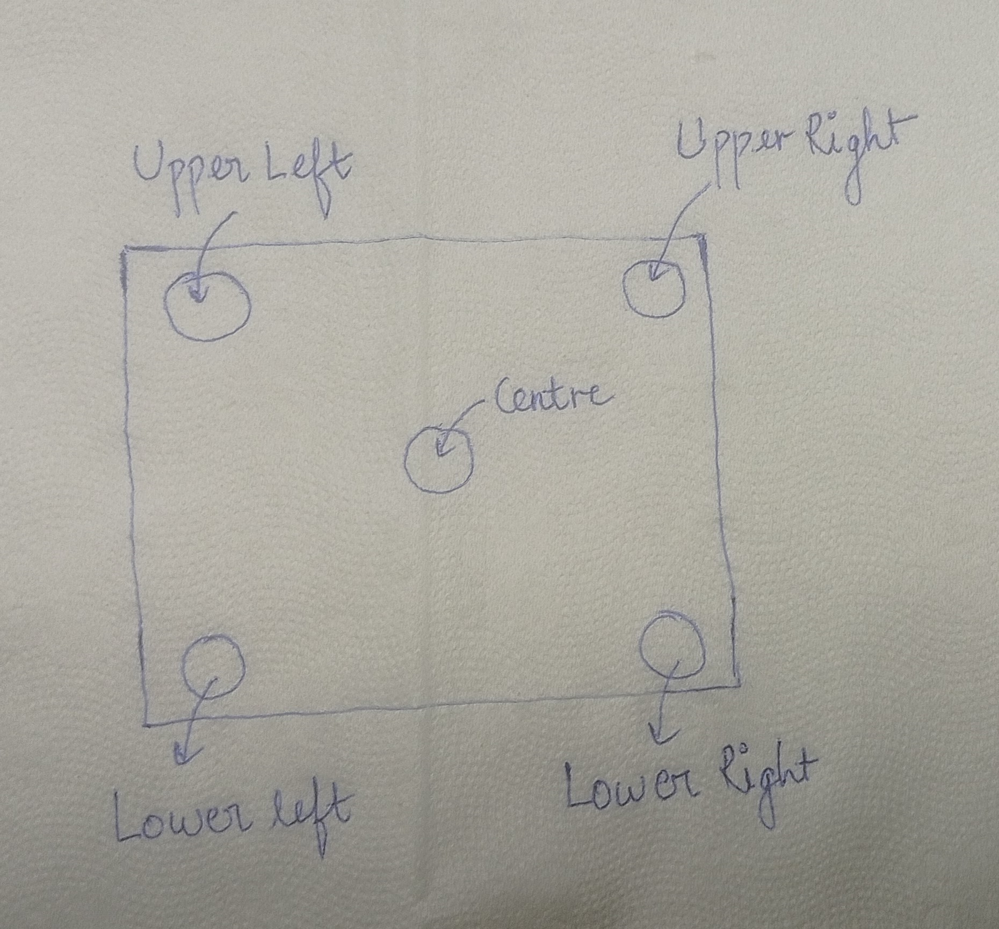 Upper Left
Upper Right
Centre
Lower left
Lower Right